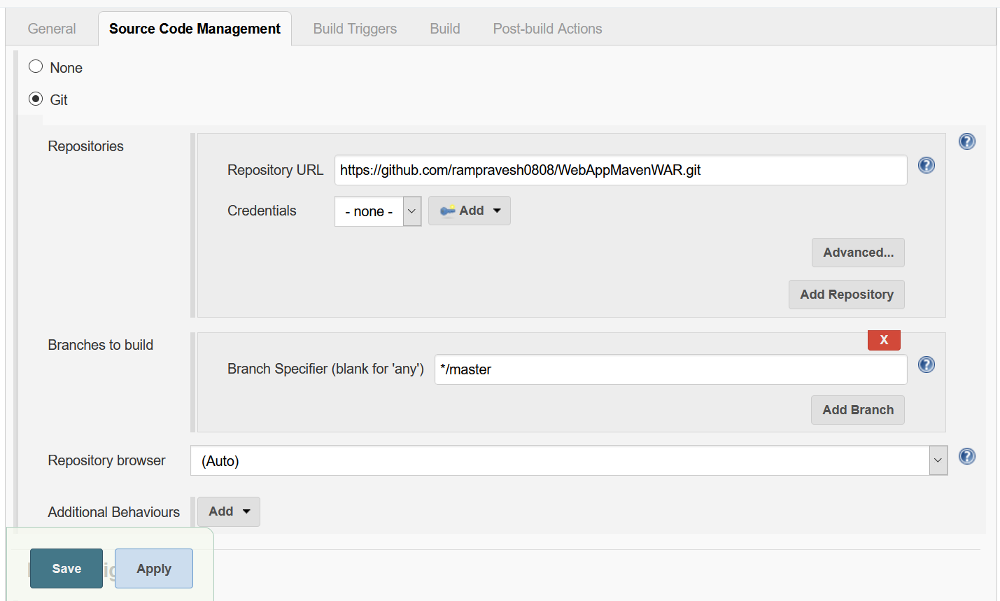 General Source Code Management Build Triggers Build Post-build Actions
None
Git
Repositories
Repository URL https://github.com/rampravesh0808/WebAppMavenWAR.git
Credentials - none - Add
Advanced...
Add Repository
Branches to build X
Branch Specifier (blank for 'any') */master
Add Branch
Repository browser (Auto)
Additional Behaviours Add
Save Apply